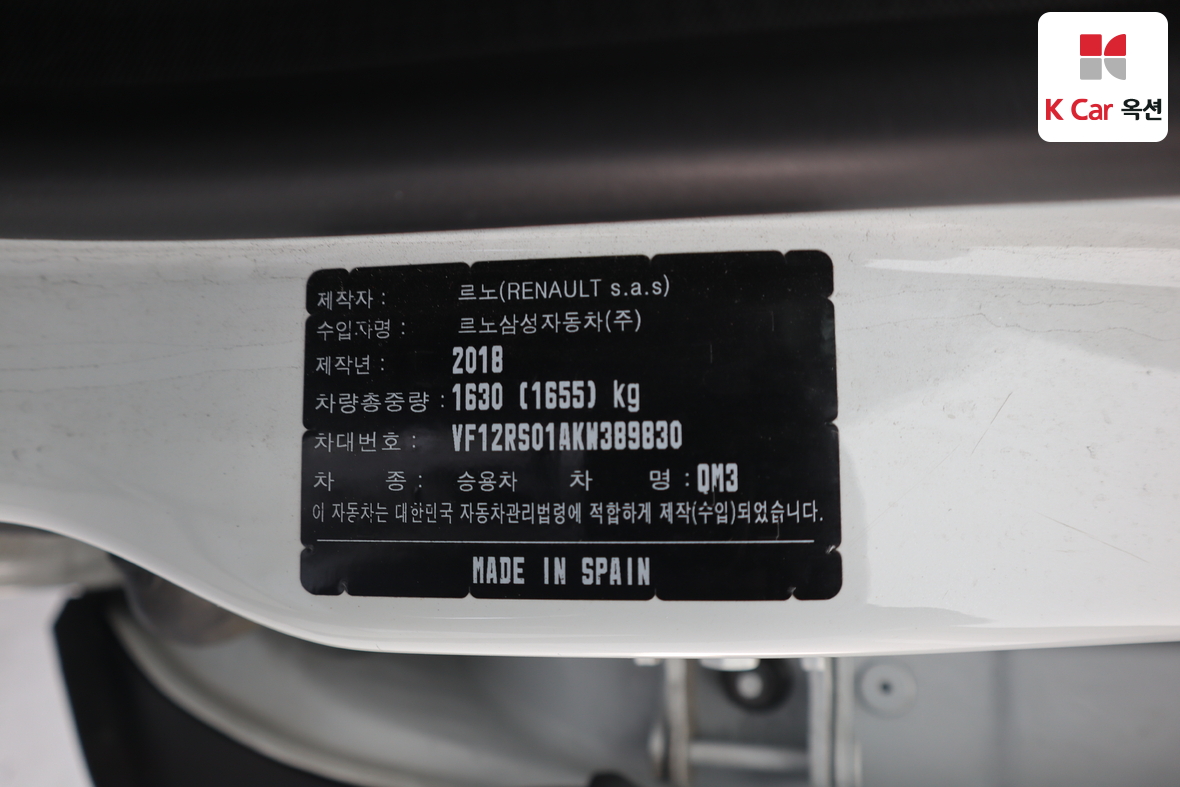 K Car 옥션
제작자 : 르노(RENAULT s.a.s)
수입자명 : 르노삼성자동차(주)
제작년 : 2018
차량총중량 : 1630 (1655) kg
차대번호 : VF12RS01AKW389830
차 종 : 승용차 차 명 : QM3
이 자동차는 대한민국 자동차관리법령에 적합하게 제작(수입)되었습니다.
MADE IN SPAIN